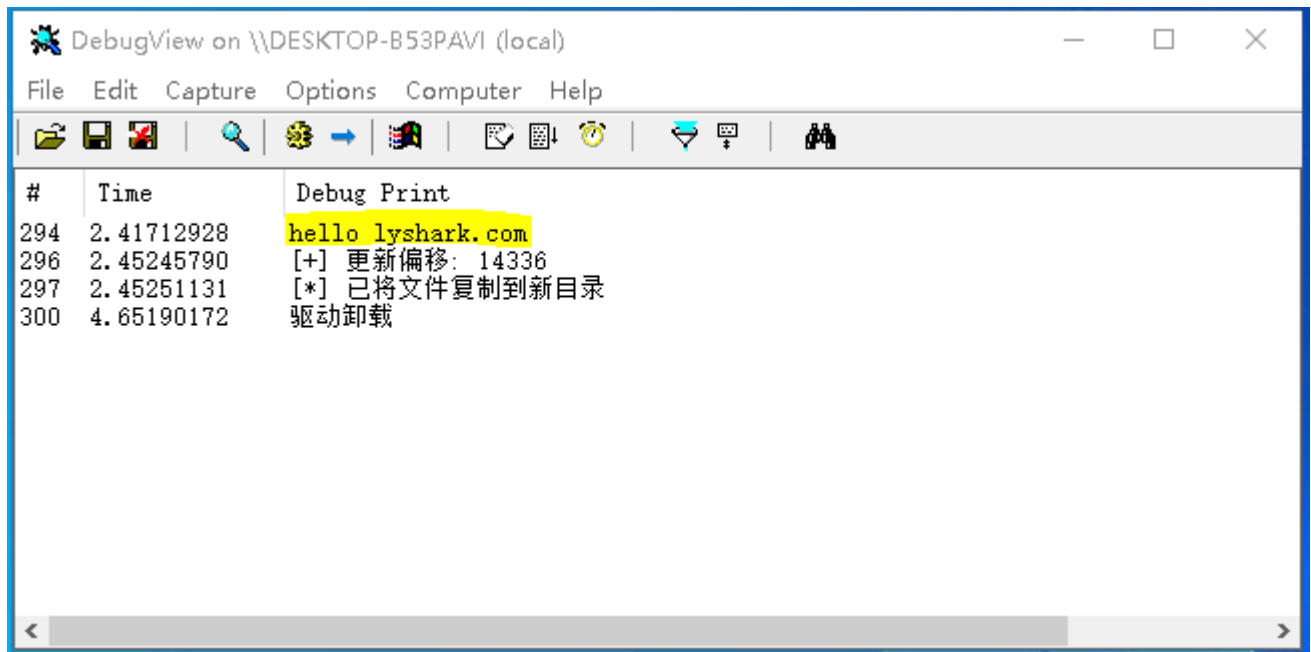 DebugView on \\DESKTOP-B53PAVI (local)
File Edit Capture Options Computer Help
# Time Debug Print
294 2.41712928 hello lyshark.com
296 2.45245790 [+] 更新偏移: 14336
297 2.45251131 [*] 已将文件复制到新目录
300 4.65190172 驱动卸载